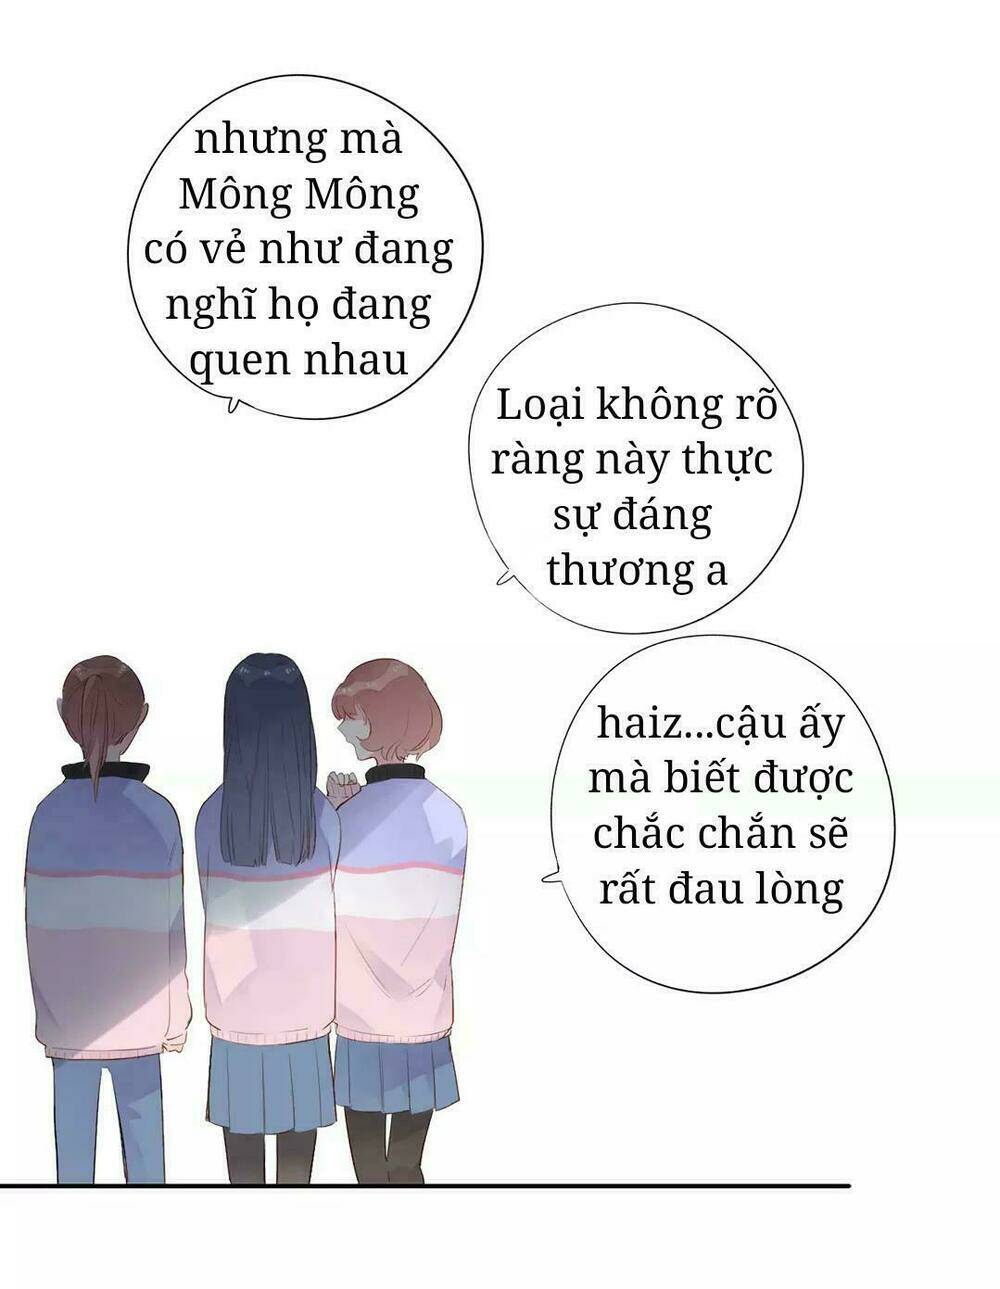 nhưng mà
Mông Mông
có vẻ như đang
nghĩ họ đang
quen nhau
Loại không rõ
ràng này thực
sự đáng
thương a
haiz...cậu ấy
mà biết được
chắc chắn sẽ
rất đau lòng